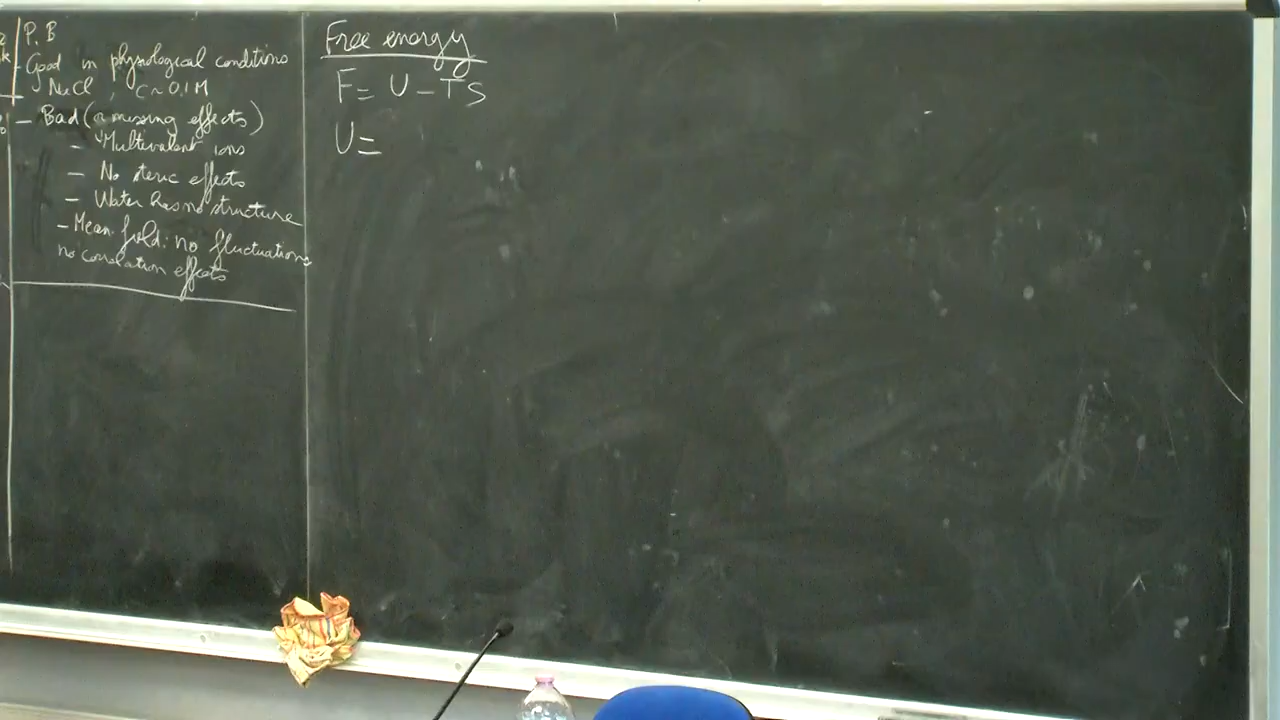 P.B
- Good in physiological conditions
NaCl, C ~ 0.1 M
- Bad (or missing effects)
- Multivalent ions
- No steric effects
- Water has no structure
- Mean field: no fluctuations
no correlation effects
Free energy
F = U - TS
U =